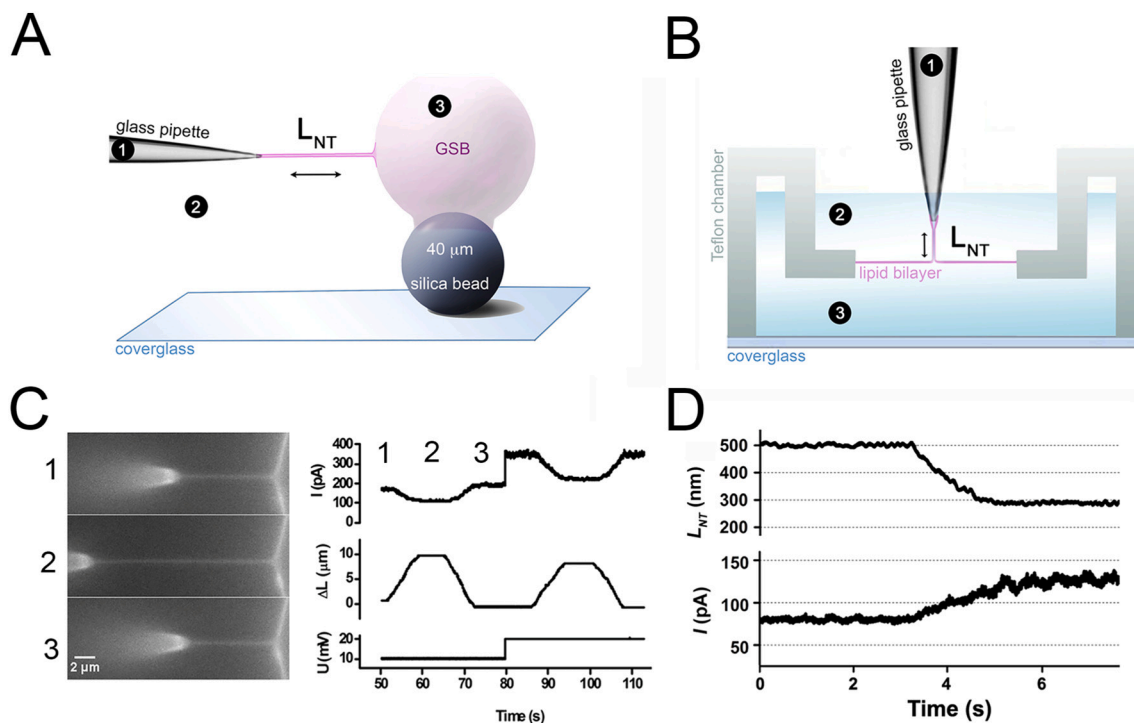 A
glass pipette
1
2
3
L_NT
GSB
40 μm
silica bead
coverglass
B
1
glass pipette
Teflon chamber
2
L_NT
lipid bilayer
3
coverglass
C
1
2
3
2 μm
1 2 3
I (pA)
400
300
200
100
0
ΔL (μm)
10
5
0
U (mV)
20
10
50 60 70 80 90 100 110
Time (s)
D
L_NT (nm)
500
400
300
200
I (pA)
150
100
50
0 2 4 6
Time (s)